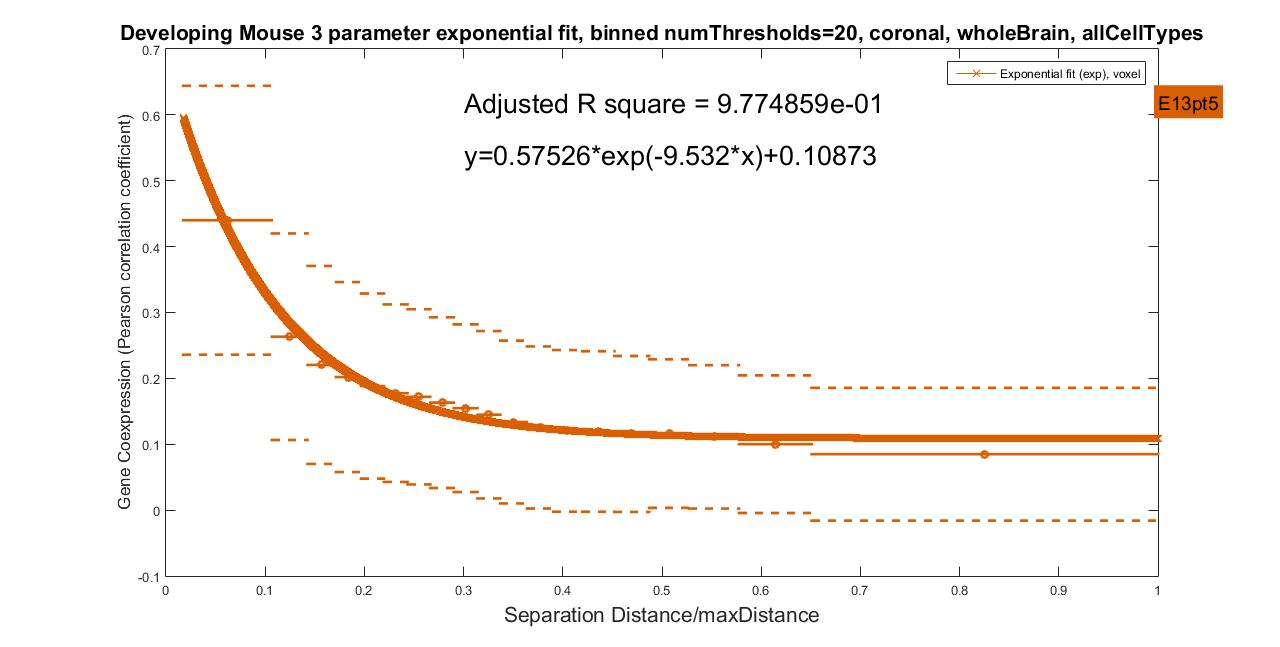 Developing Mouse 3 parameter exponential fit, binned numThresholds=20, coronal, wholeBrain, allCellTypes
Exponential fit (exp), voxel
E13pt5
Adjusted R square = 9.774859e-01
y=0.57526*exp(-9.532*x)+0.10873
Gene Coexpression (Pearson correlation coefficient)
0.7
0.6
0.5
0.4
0.3
0.2
0.1
0
-0.1
0 0.1 0.2 0.3 0.4 0.5 0.6 0.7 0.8 0.9 1
Separation Distance/maxDistance